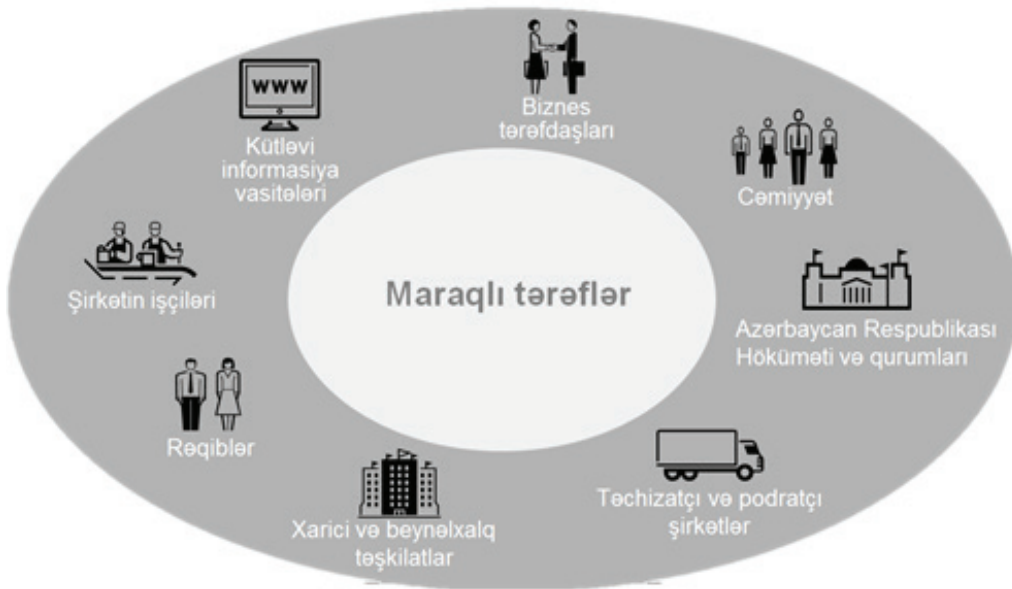 WWW
Kütləvi
informasiya
vasitələri
Biznes
tərəfdaşları
Cəmiyyət
Şirkətin işçiləri
Maraqlı tərəflər
Azərbaycan Respublikası
Hökuməti və qurumları
Rəqiblər
Xarici və beynəlxalq
təşkilatlar
Təchizatçı və podratçı
şirkətlər